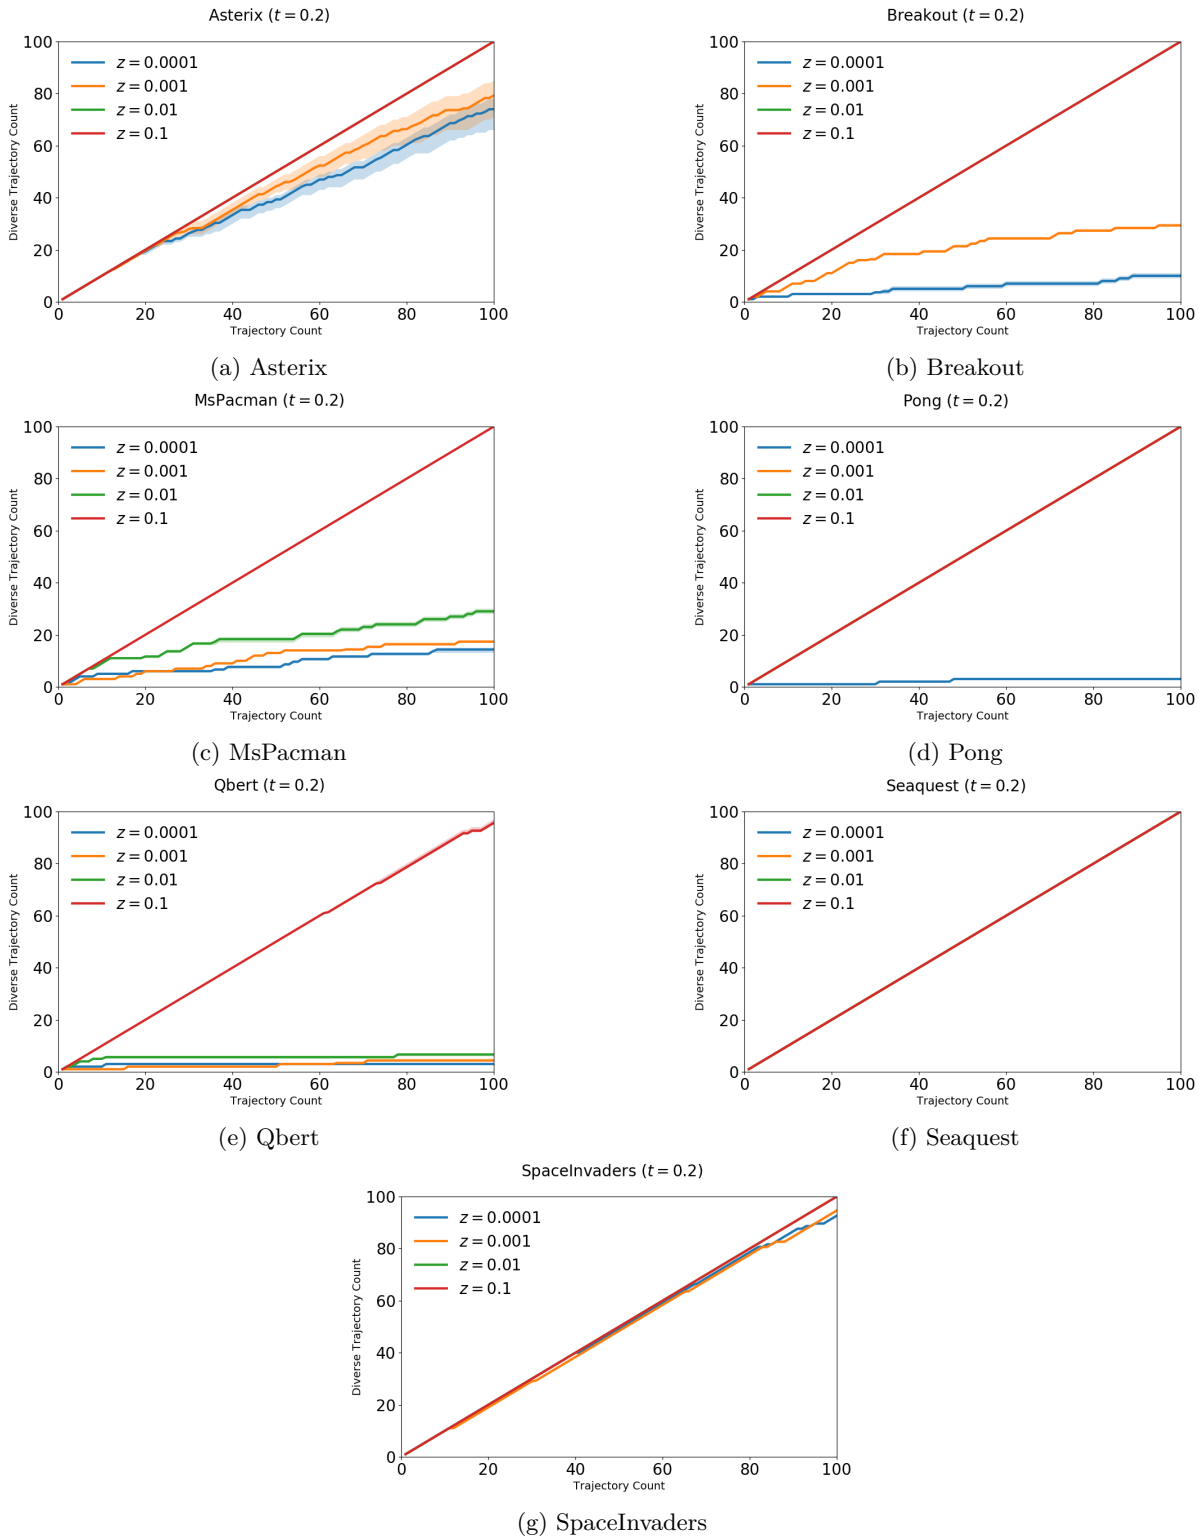 Asterix (t = 0.2)
100
80
60
40
20
0
Diverse Trajectory Count
z = 0.0001
z = 0.001
z = 0.01
z = 0.1
0 20 40 60 80 100
Trajectory Count
(a) Asterix
Breakout (t = 0.2)
100
80
60
40
20
0
Diverse Trajectory Count
z = 0.0001
z = 0.001
z = 0.01
z = 0.1
0 20 40 60 80 100
Trajectory Count
(b) Breakout
MsPacman (t = 0.2)
100
80
60
40
20
0
Diverse Trajectory Count
z = 0.0001
z = 0.001
z = 0.01
z = 0.1
0 20 40 60 80 100
Trajectory Count
(c) MsPacman
Pong (t = 0.2)
100
80
60
40
20
0
Diverse Trajectory Count
z = 0.0001
z = 0.001
z = 0.01
z = 0.1
0 20 40 60 80 100
Trajectory Count
(d) Pong
Qbert (t = 0.2)
100
80
60
40
20
0
Diverse Trajectory Count
z = 0.0001
z = 0.001
z = 0.01
z = 0.1
0 20 40 60 80 100
Trajectory Count
(e) Qbert
Seaquest (t = 0.2)
100
80
60
40
20
0
Diverse Trajectory Count
z = 0.0001
z = 0.001
z = 0.01
z = 0.1
0 20 40 60 80 100
Trajectory Count
(f) Seaquest
SpaceInvaders (t = 0.2)
100
80
60
40
20
0
Diverse Trajectory Count
z = 0.0001
z = 0.001
z = 0.01
z = 0.1
0 20 40 60 80 100
Trajectory Count
(g) SpaceInvaders